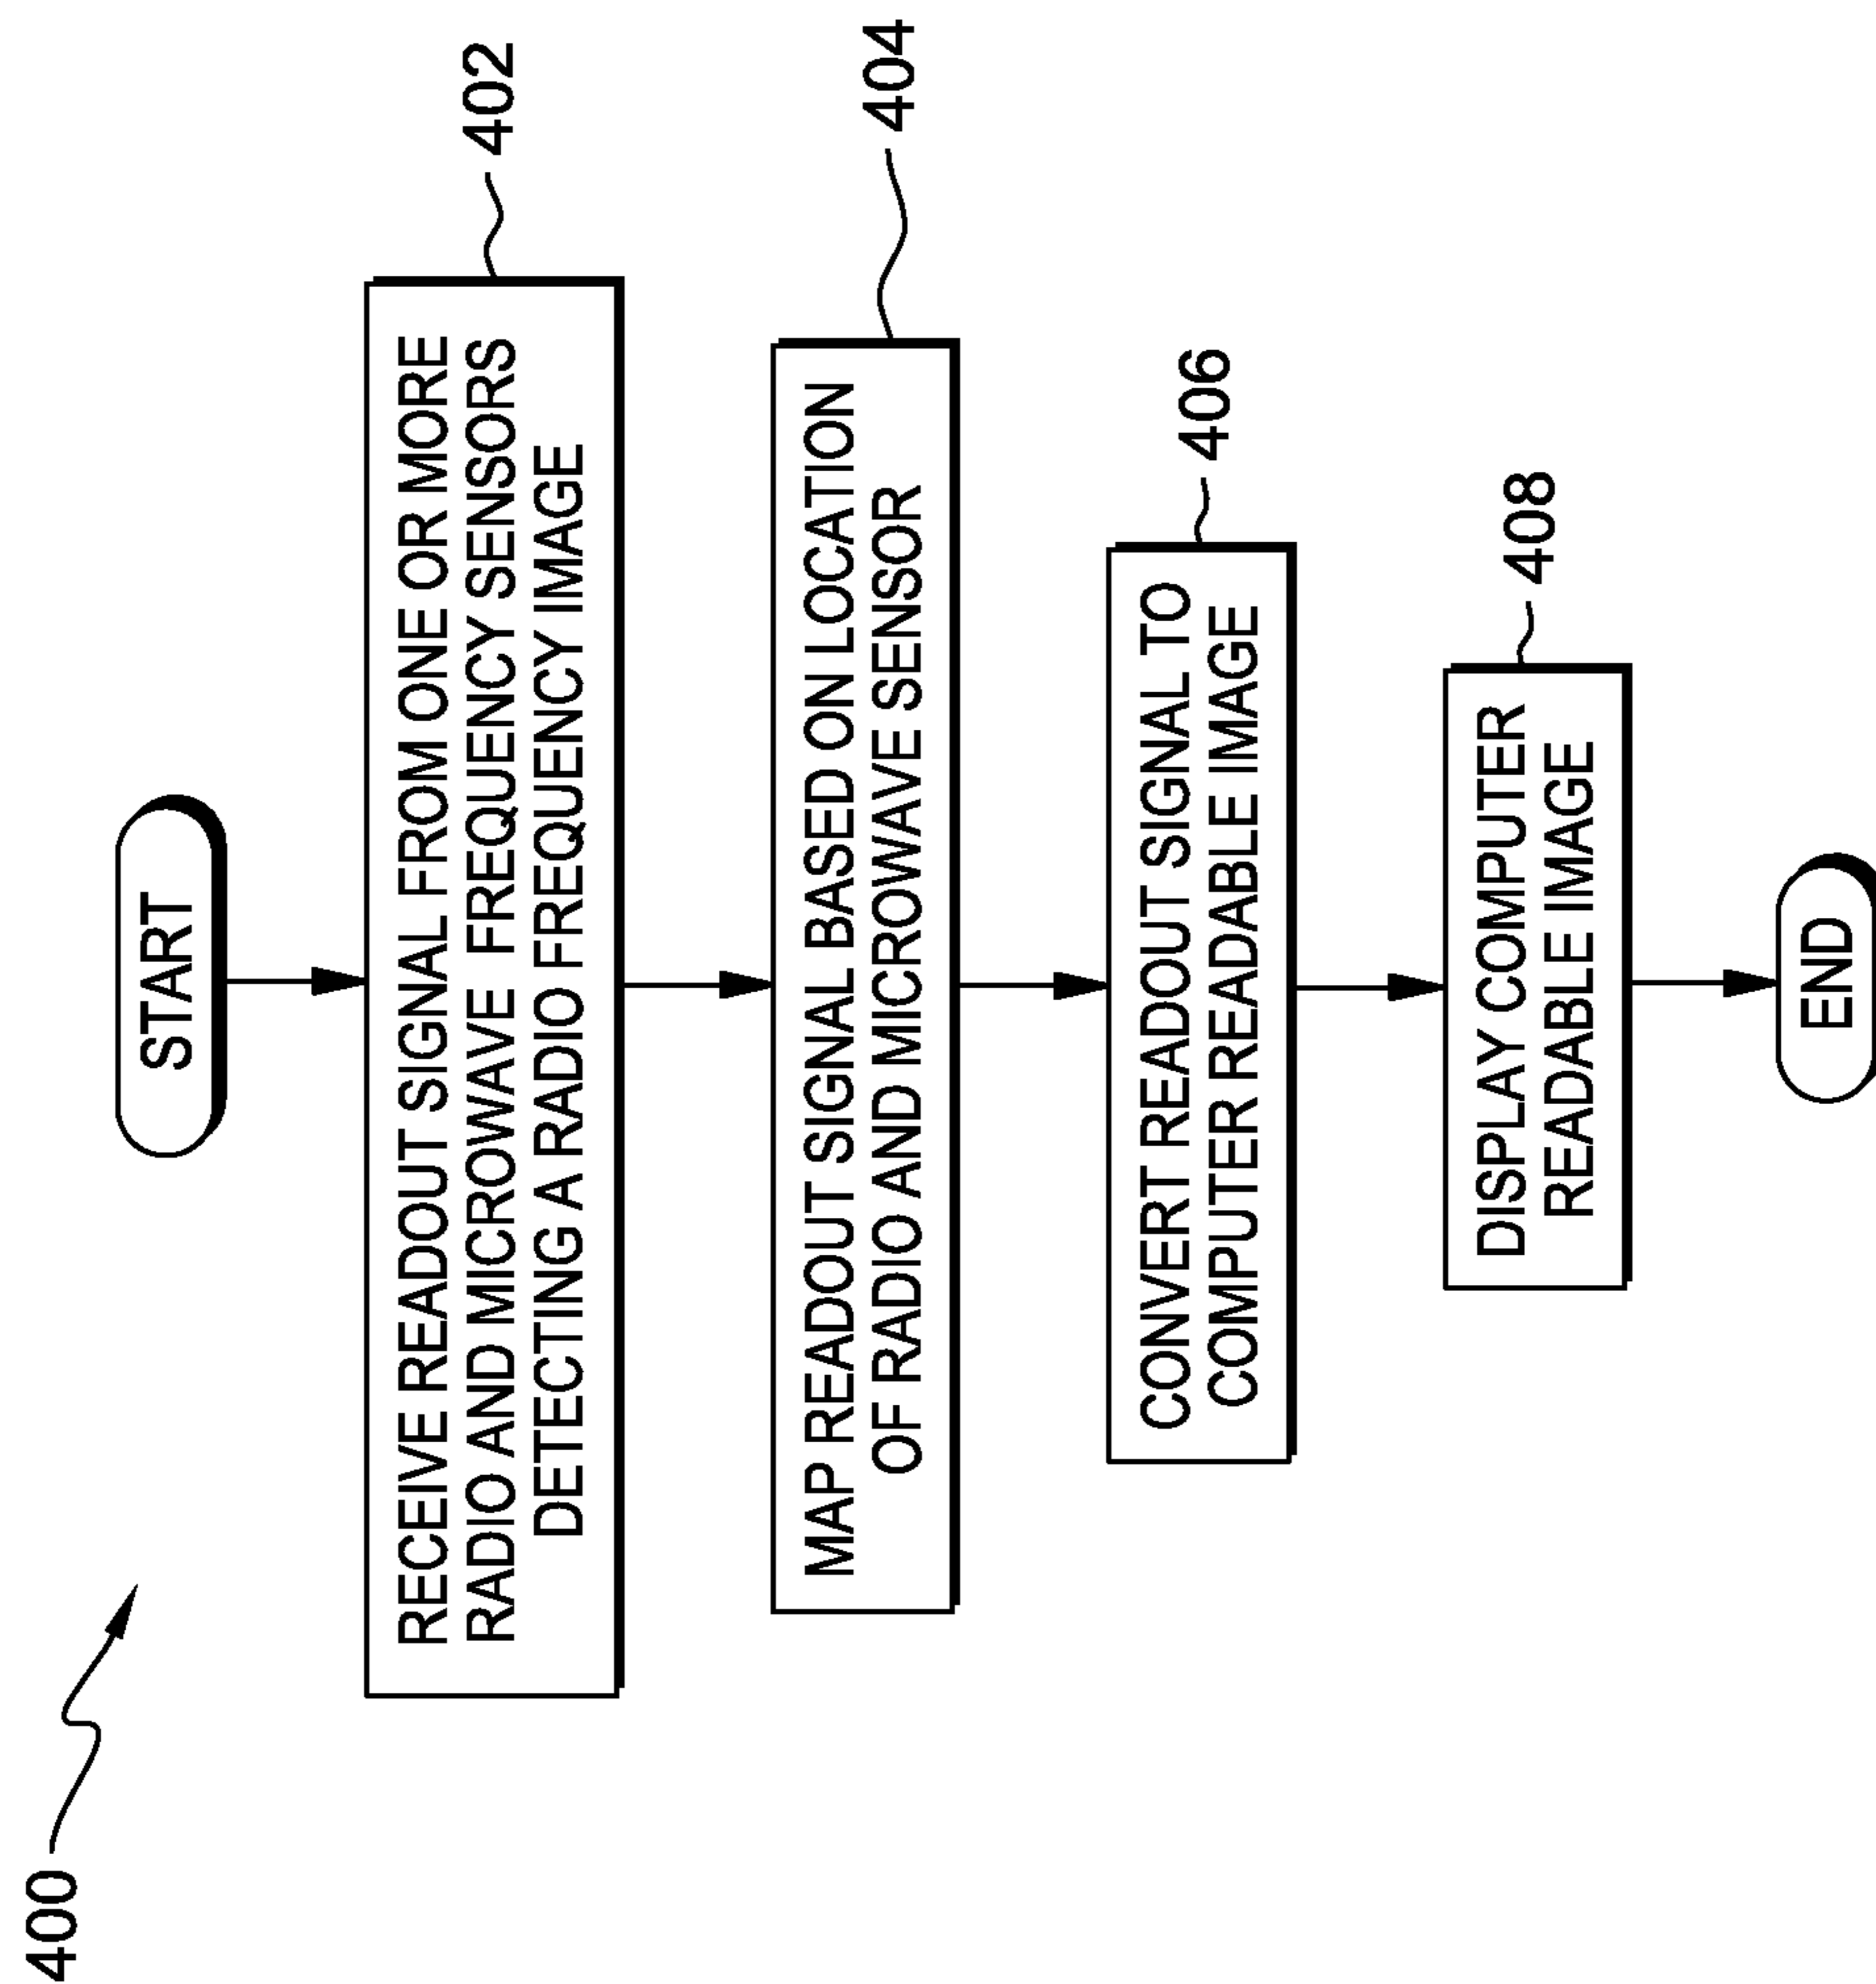 400
START
RECEIVE READOUT SIGNAL FROM ONE OR MORE
RADIO AND MICROWAVE FREQUENCY SENSORS
DETECTING A RADIO FREQUENCY IMAGE
402
MAP READOUT SIGNAL BASED ON LOCATION
OF RADIO AND MICROWAVE SENSOR
404
CONVERT READOUT SIGNAL TO
COMPUTER READABLE IMAGE
406
DISPLAY COMPUTER
READABLE IMAGE
408
END